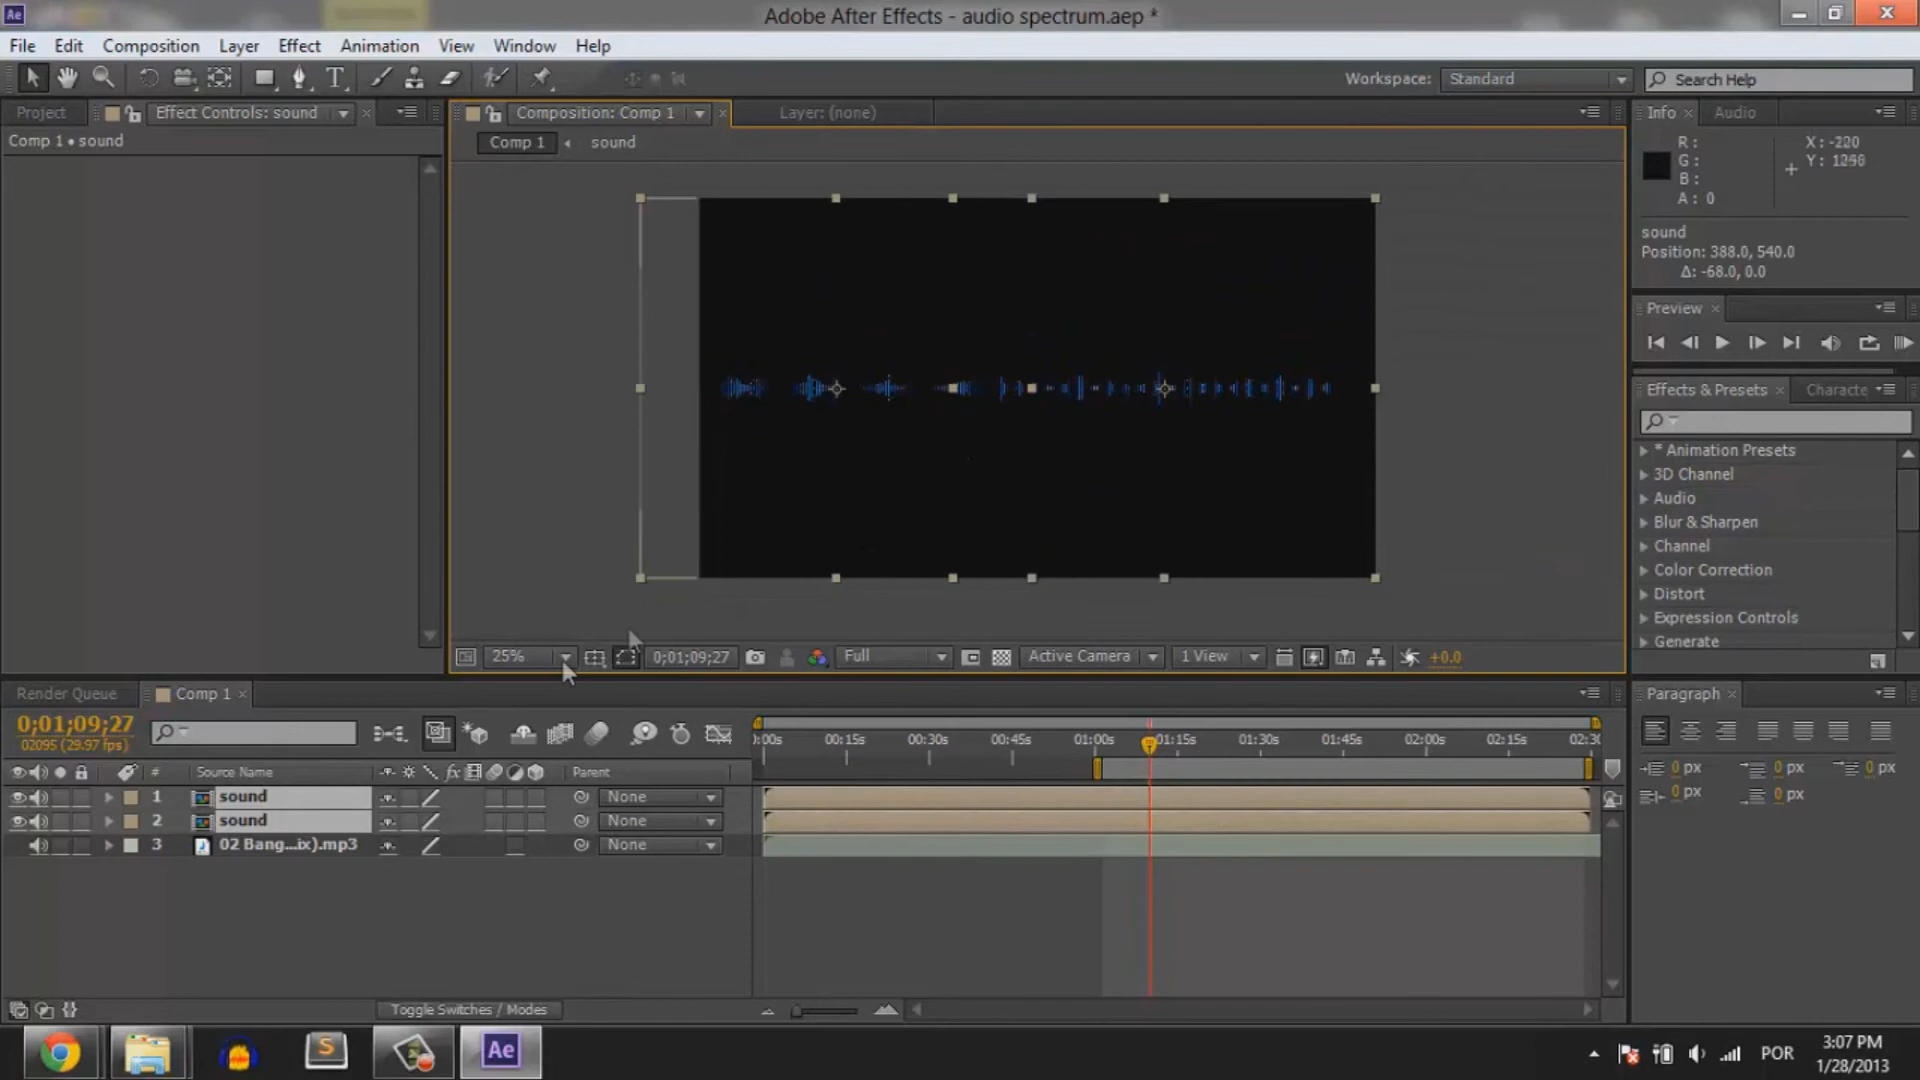 Ae
Adobe After Effects - audio spectrum.aep *
File Edit Composition Layer Effect Animation View Window Help
Workspace: Standard Search Help
Project Effect Controls: sound Composition: Comp 1 Layer: (none) Info Audio
Comp 1 • sound
Comp 1 sound
R: X: -220
G: Y: 1256
B:
A: 0
sound
Position: 388.0, 540.0
Δ: -68.0, 0.0
Preview
Effects & Presets Characte
* Animation Presets
3D Channel
Audio
Blur & Sharpen
Channel
Color Correction
Distort
Expression Controls
Generate
25% 0;01;09;27 Full Active Camera 1 View +0.0
Render Queue Comp 1 Paragraph
0;01;09;27
02095 (29.97 fps)
00s 00:15s 00:30s 00:45s 01:00s 01:15s 01:30s 01:45s 02:00s 02:15s 02:30
# Source Name fx Parent
0 px 0 px 0 px
0 px 0 px
1 sound None
2 sound None
3 02 Bang...ix).mp3 None
Toggle Switches / Modes
S
Ae
POR
3:07 PM
1/28/2013